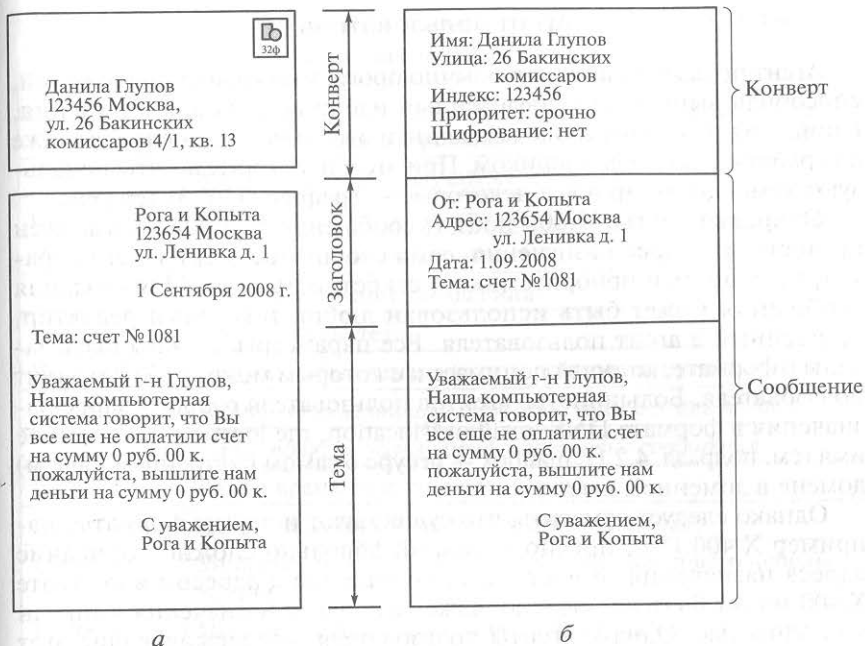 32ф
Данила Глупов
123456 Москва,
ул. 26 Бакинских
комиссаров 4/1, кв. 13
Рога и Копыта
123654 Москва
ул. Ленивка д. 1
1 Сентября 2008 г.
Тема: счет №1081
Уважаемый г-н Глупов,
Наша компьютерная
система говорит, что Вы
все еще не оплатили счет
на сумму 0 руб. 00 к.
пожалуйста, вышлите нам
деньги на сумму 0 руб. 00 к.
С уважением,
Рога и Копыта
а
Конверт
Заголовок
Тема
Имя: Данила Глупов
Улица: 26 Бакинских
комиссаров
Индекс: 123456
Приоритет: срочно
Шифрование: нет
От: Рога и Копыта
Адрес: 123654 Москва
ул. Ленивка д. 1
Дата: 1.09.2008
Тема: счет №1081
Уважаемый г-н Глупов,
Наша компьютерная
система говорит, что Вы
все еще не оплатили счет
на сумму 0 руб. 00 к.
пожалуйста, вышлите нам
деньги на сумму 0 руб. 00 к.
С уважением,
Рога и Копыта
б
Конверт
Сообщение